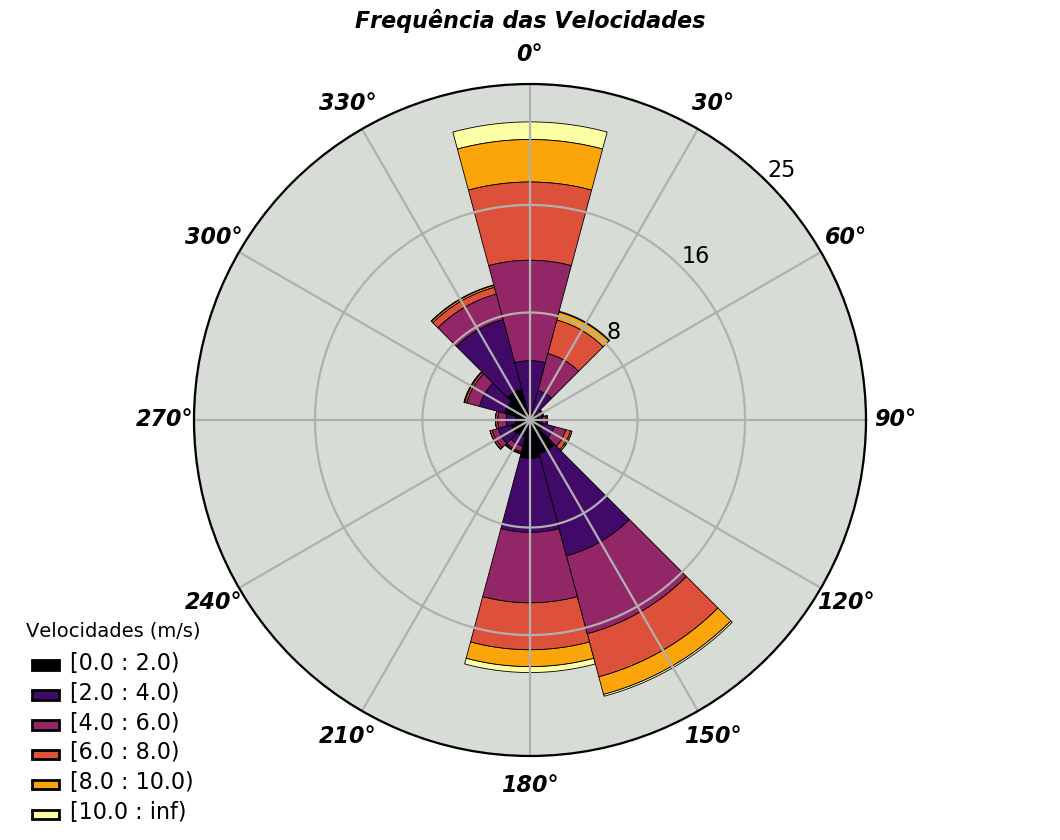 Frequência das Velocidades
0°
330°
30°
25
300°
60°
16
8
270°
90°
240°
120°
210°
150°
180°
Velocidades (m/s)
[0.0 : 2.0)
[2.0 : 4.0)
[4.0 : 6.0)
[6.0 : 8.0)
[8.0 : 10.0)
[10.0 : inf)